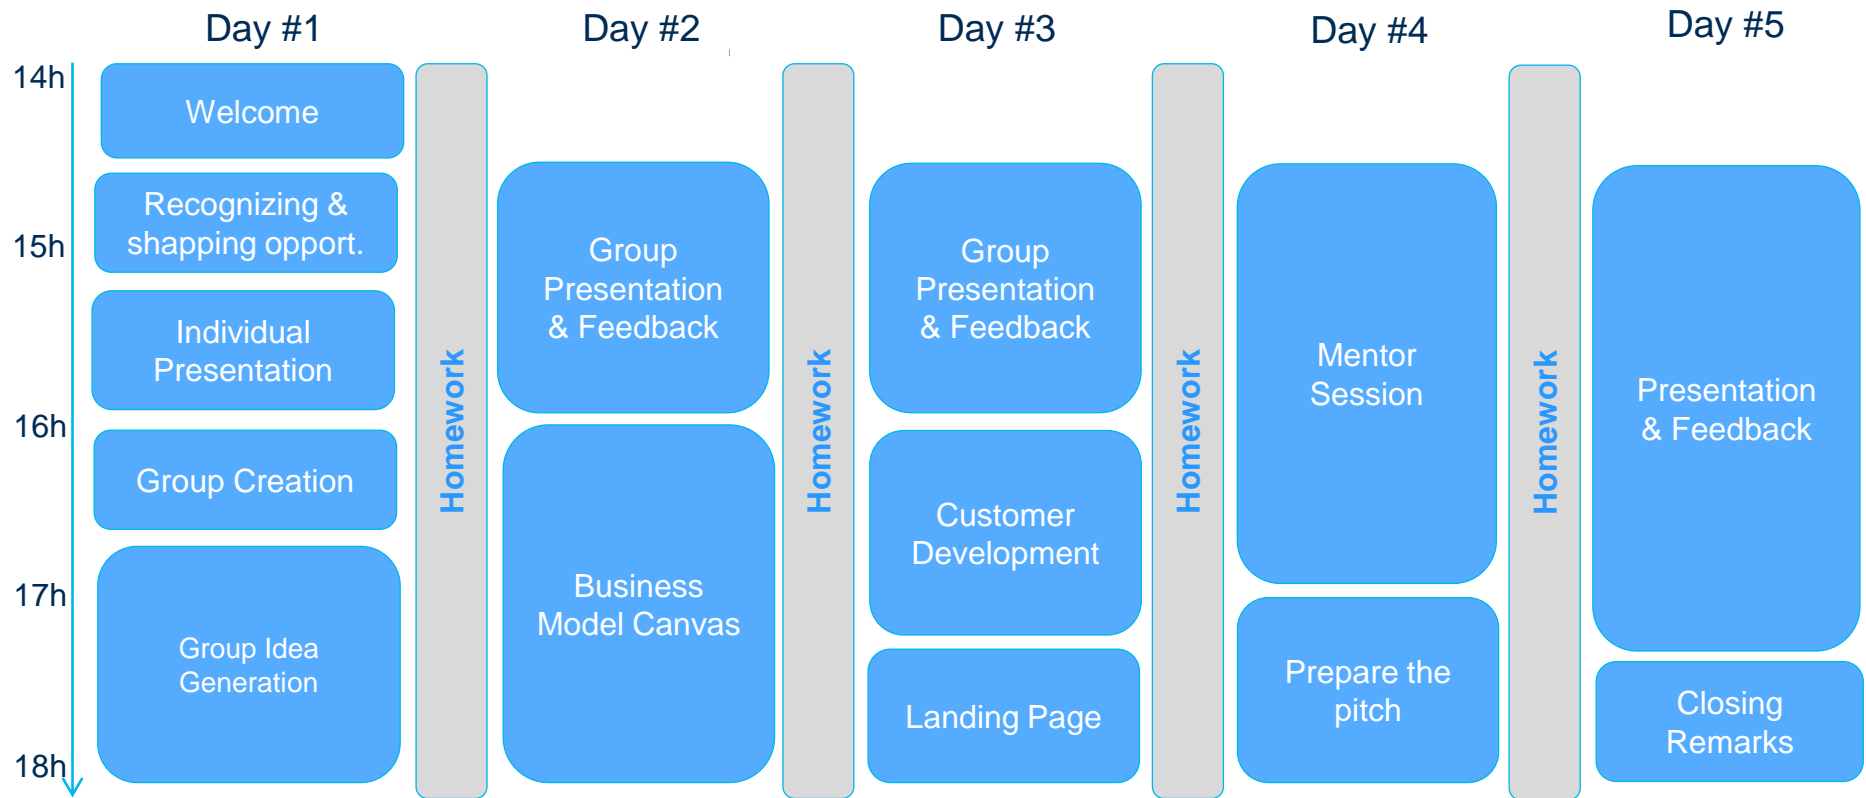 Day #1
Day #2
Day #3
Day #4
Day #5
14h
15h
16h
17h
18h
Welcome
Recognizing &
shapping opport.
Individual
Presentation
Group Creation
Group Idea
Generation
Homework
Group
Presentation
& Feedback
Business
Model Canvas
Homework
Group
Presentation
& Feedback
Customer
Development
Landing Page
Homework
Mentor
Session
Prepare the
pitch
Homework
Presentation
& Feedback
Closing
Remarks